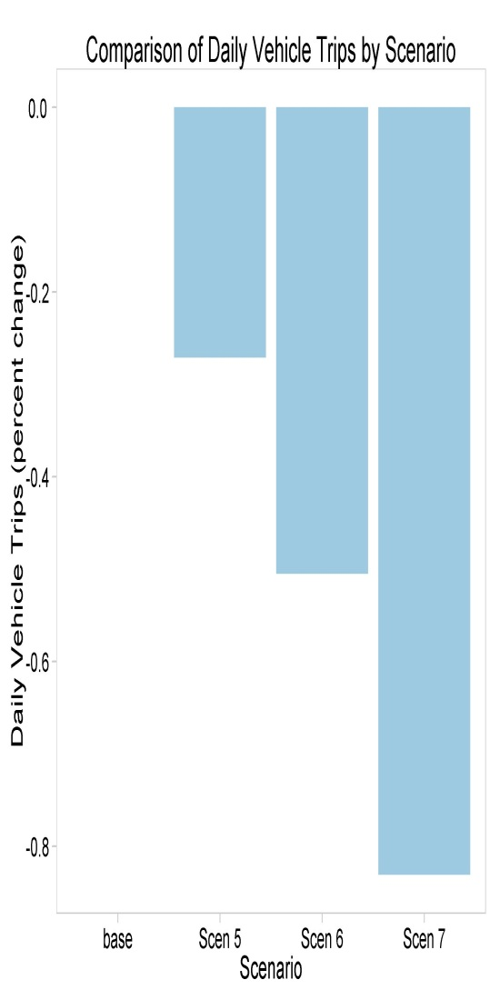 Comparison of Daily Vehicle Trips by Scenario
Daily Vehicle Trips (percent change)
0.0
-0.2
-0.4
-0.6
-0.8
base Scen 5 Scen 6 Scen 7
Scenario